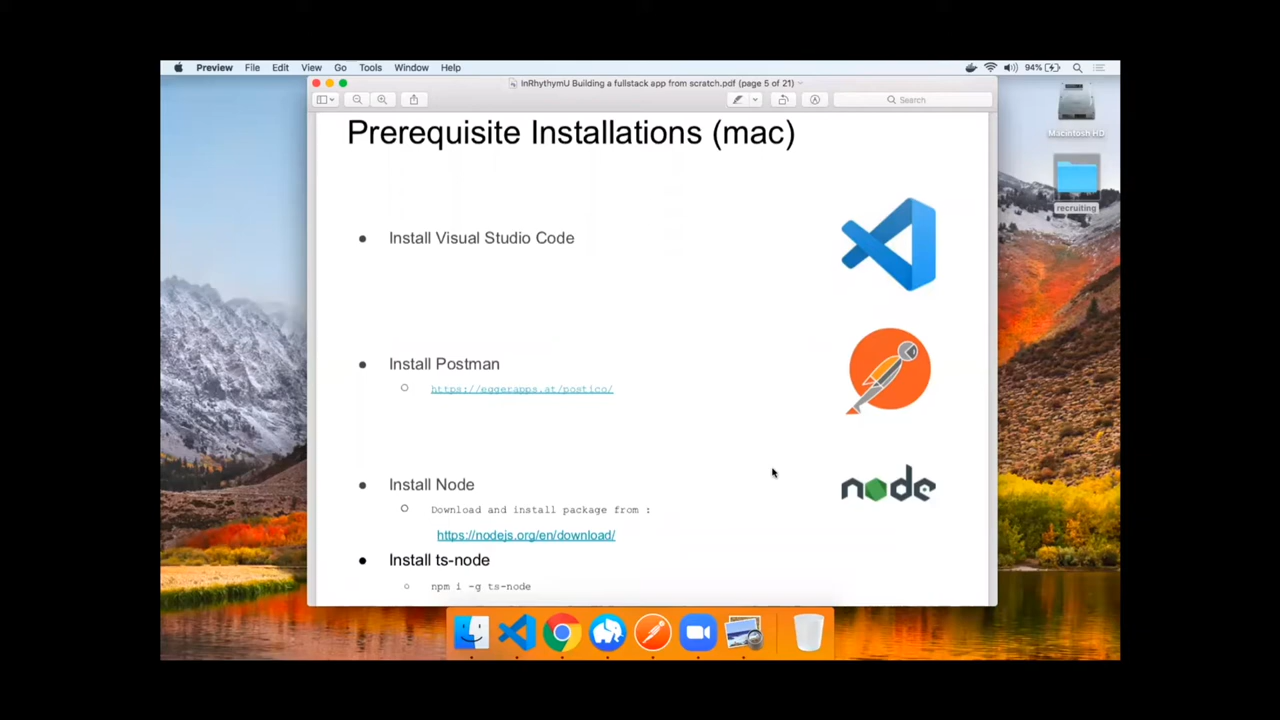 Preview File Edit View Go Tools Window Help 94%
InRhythmU Building a fullstack app from scratch.pdf (page 5 of 21)
Search
Macintosh HD
recruiting
Prerequisite Installations (mac)
● Install Visual Studio Code
● Install Postman
○ https://eggerapps.at/postico/
● Install Node
○ Download and install package from :
https://nodejs.org/en/download/
node
● Install ts-node
○ npm i -g ts-node